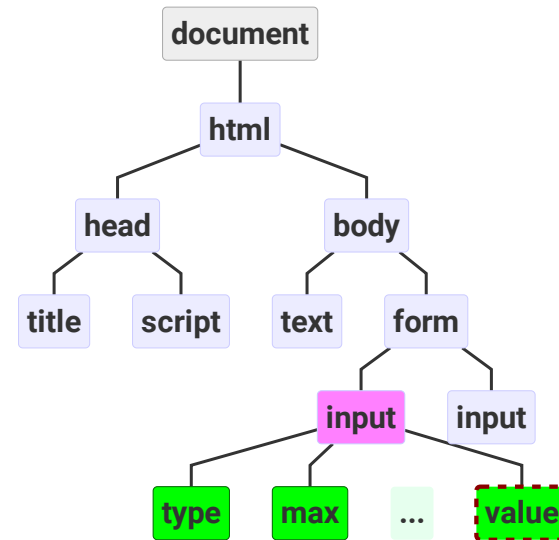 document
html
head body
title script text form
input input
type max ... value